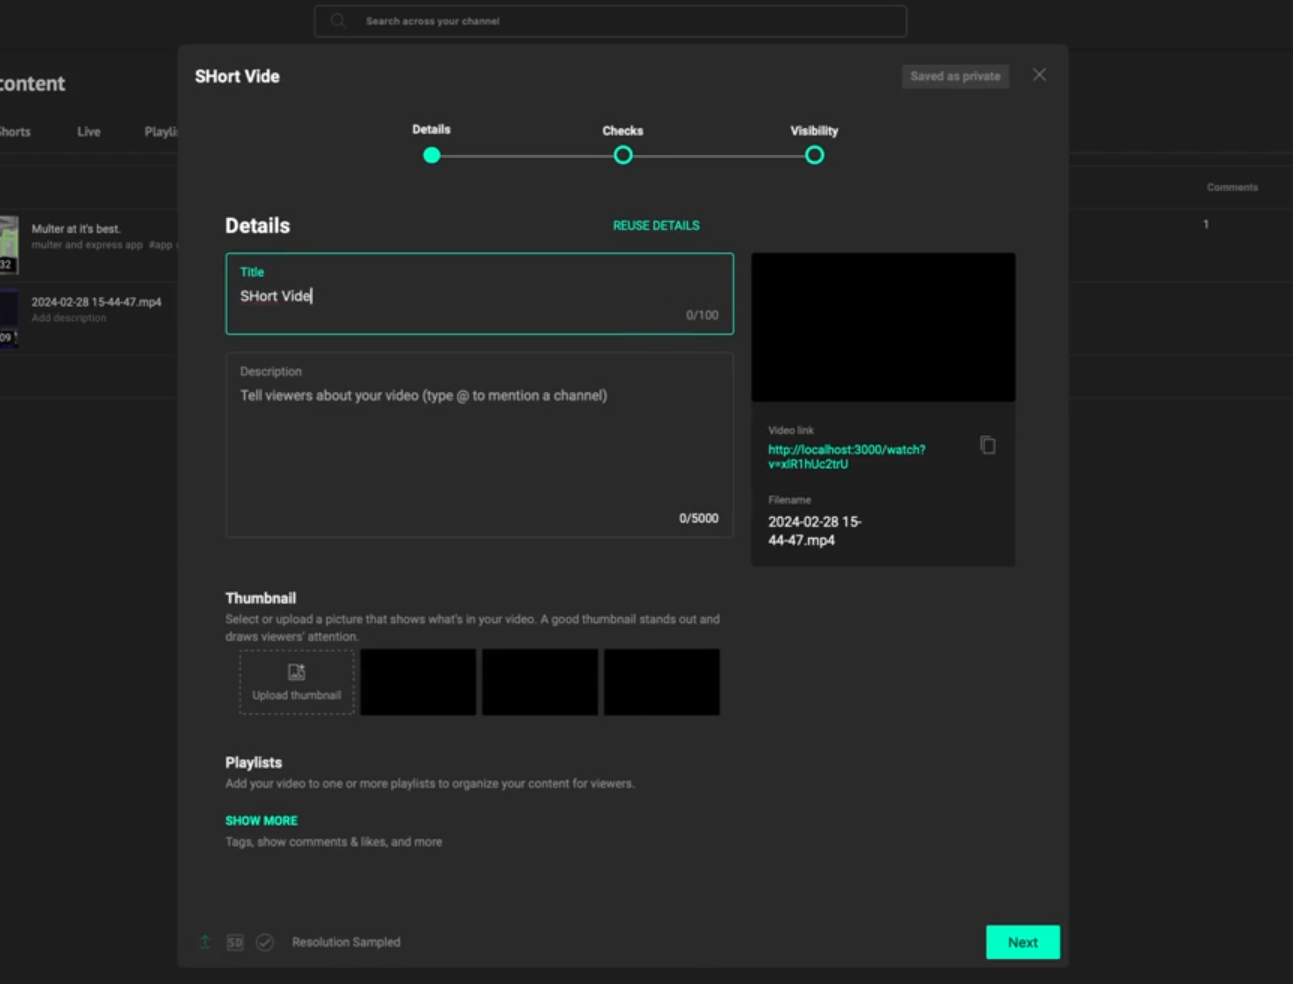 Search across your channel
content
SHort Vide
Saved as private
Details
Checks
Visibility
Shorts
Live
Comments
Details
REUSE DETAILS
Multer at it's best.
multer and express app #app
32
1
Title
SHort Vide
0/100
2024-02-28 15-44-47.mp4
Add description
09
Description
Tell viewers about your video (type @ to mention a channel)
0/5000
Video link
http://localhost:3000/watch?
v=xlR1hUc2trU
Filename
2024-02-28 15-
44-47.mp4
Thumbnail
Select or upload a picture that shows what's in your video. A good thumbnail stands out and
draws viewers' attention.
Upload thumbnail
Playlists
Add your video to one or more playlists to organize your content for viewers.
SHOW MORE
Tags, show comments & likes, and more
SD
Resolution Sampled
Next